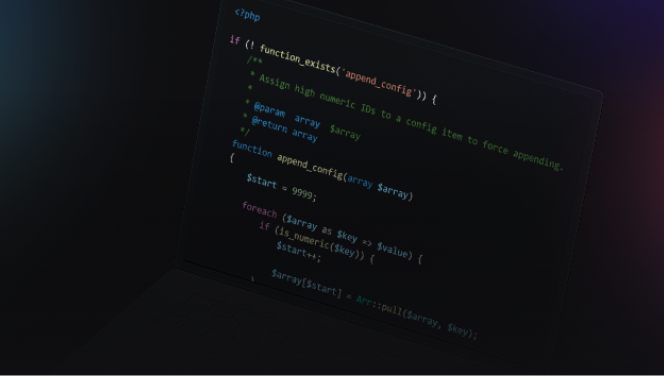 <?php
if (! function_exists('append_config')) {
/**
* Assign high numeric IDs to a config item to force appending.
*
* @param array $array
* @return array
*/
function append_config(array $array)
{
$start = 9999;
foreach ($array as $key => $value) {
if (is_numeric($key)) {
$start++;
$array[$start] = Arr::pull($array, $key);
}